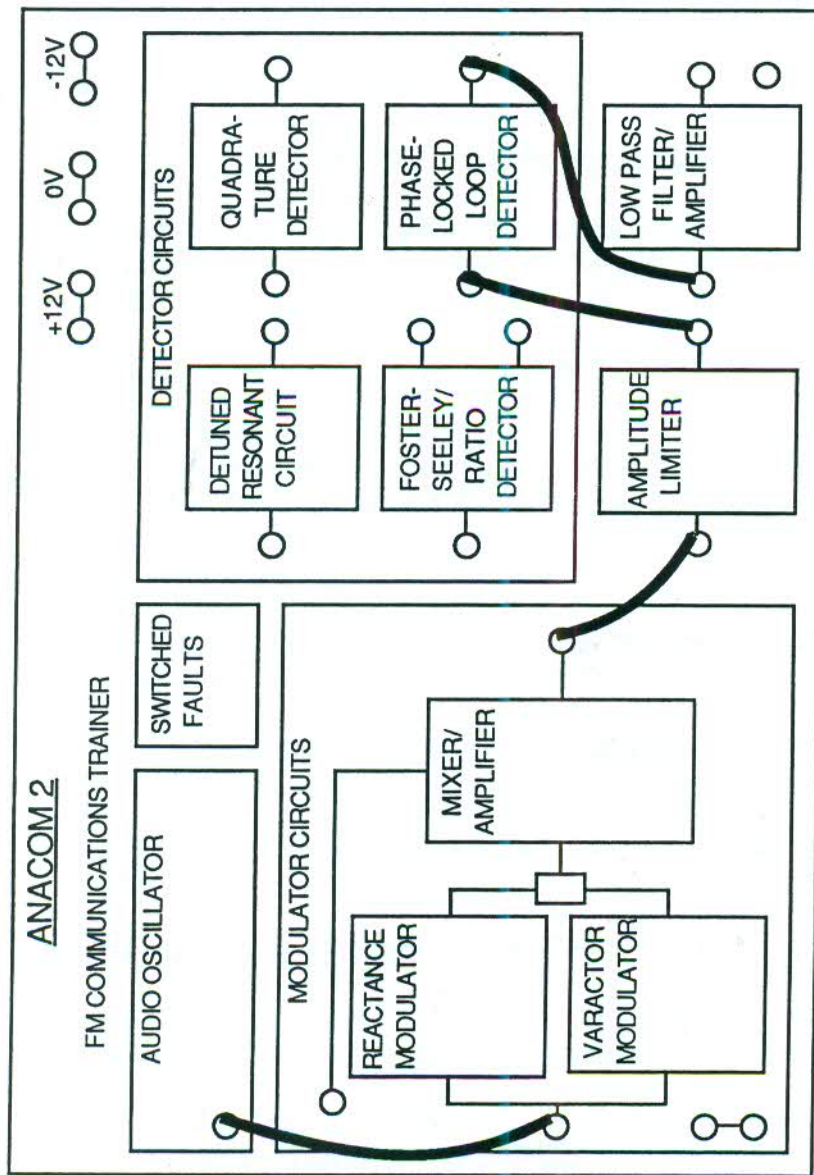 ANACOM 2
FM COMMUNICATIONS TRAINER
+12V
0V
-12V
AUDIO OSCILLATOR
SWITCHED
FAULTS
DETECTOR CIRCUITS
DETUNED
RESONANT
CIRCUIT
QUADRA-
TURE
DETECTOR
FOSTER-
SEELEY/
RATIO
DETECTOR
PHASE-
LOCKED
LOOP
DETECTOR
MODULATOR CIRCUITS
REACTANCE
MODULATOR
MIXER/
AMPLIFIER
VARACTOR
MODULATOR
AMPLITUDE
LIMITER
LOW PASS
FILTER/
AMPLIFIER